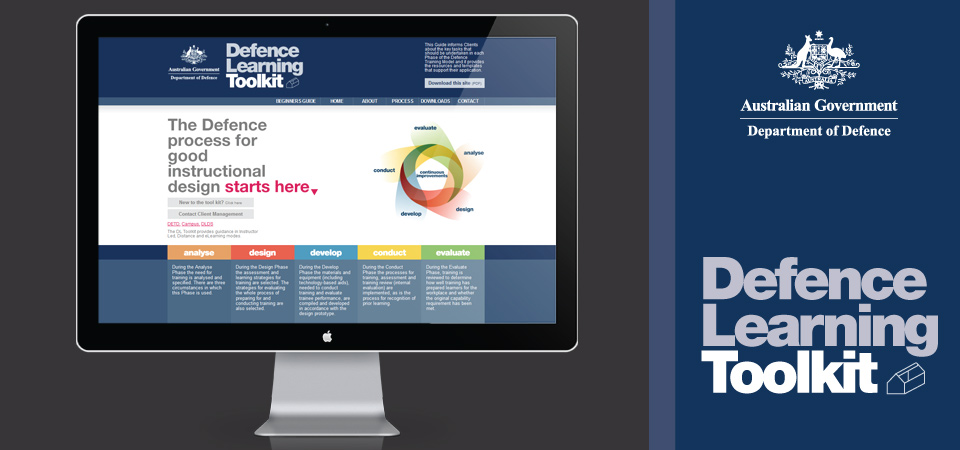 Australian Government
Department of Defence
Defence
Learning
Toolkit
This Guide informs Clients
about the key tasks that
should be undertaken in each
Phase of the Defence
Training Model and it provides
the resources and templates
that support their application.
Download this site (PDF)
BEGINNERS GUIDE
HOME
ABOUT
PROCESS
DOWNLOADS
CONTACT
The Defence
process for
good
instructional
design starts here
New to the tool kit? Click here
Contact Client Management
DETO, Campus, DLDS
The DL Toolkit provides guidance in Instructor
Led, Distance and eLearning modes.
evaluate
analyse
design
develop
conduct
continuous
improvements
analyse
design
develop
conduct
evaluate
During the Analyse
Phase the need for
training is analysed and
specified. There are three
circumstances in which
this Phase is used.
During the Design Phase
the assessment and
learning strategies for
training are selected. The
strategies for evaluating
the whole process of
preparing for and
conducting training are
also selected.
During the Develop
Phase the materials and
equipment (including
technology-based aids),
needed to conduct
training and evaluate
trainee performance, are
compiled and developed
in accordance with the
design prototype.
During the Conduct
Phase the processes for
training, assessment and
training review (internal
evaluation) are
implemented, as is the
process for recognition of
prior learning.
During the Evaluate
Phase, training is
reviewed to determine
how well training has
prepared learners for the
workplace and whether
the original capability
requirement has been
met.
Australian Government
Department of Defence
Defence
Learning
Toolkit